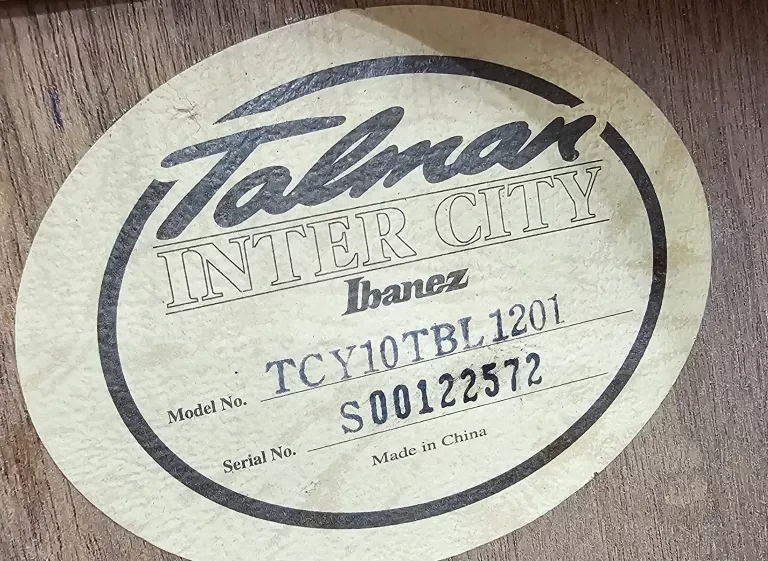 Talman
INTER CITY
Ibanez
Model No. TCY10TBL1201
Serial No. S00122572
Made in China